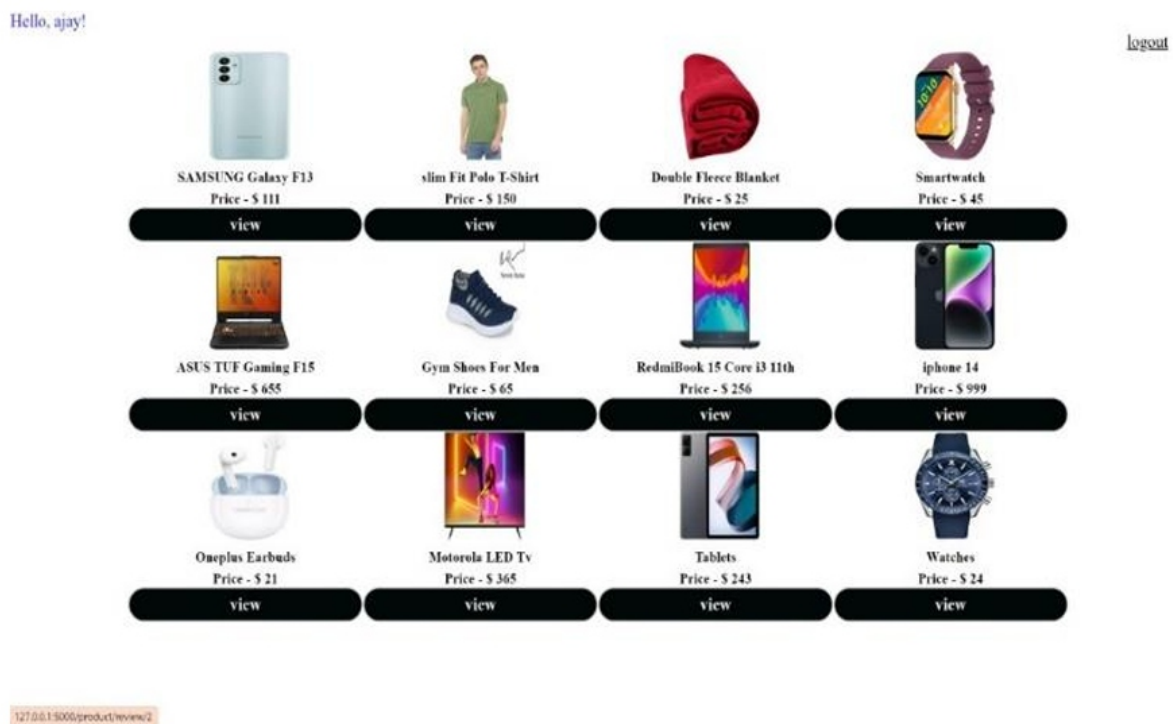 Hello, ajay!
logout
SAMSUNG Galaxy F13
Price - $ 111
view
slim Fit Polo T-Shirt
Price - $ 150
view
Double Fleece Blanket
Price - $ 25
view
10:10
Smartwatch
Price - $ 45
view
ASUS TUF Gaming F15
Price - $ 655
view
Gym Shoes For Men
Price - $ 65
view
RedmiBook 15 Core i3 11th
Price - $ 256
view
iphone 14
Price - $ 999
view
Oneplus Earbuds
Price - $ 21
view
Motorola LED Tv
Price - $ 365
view
Tablets
Price - $ 243
view
Watches
Price - $ 24
view
127.0.0.1:5000/product/review/2